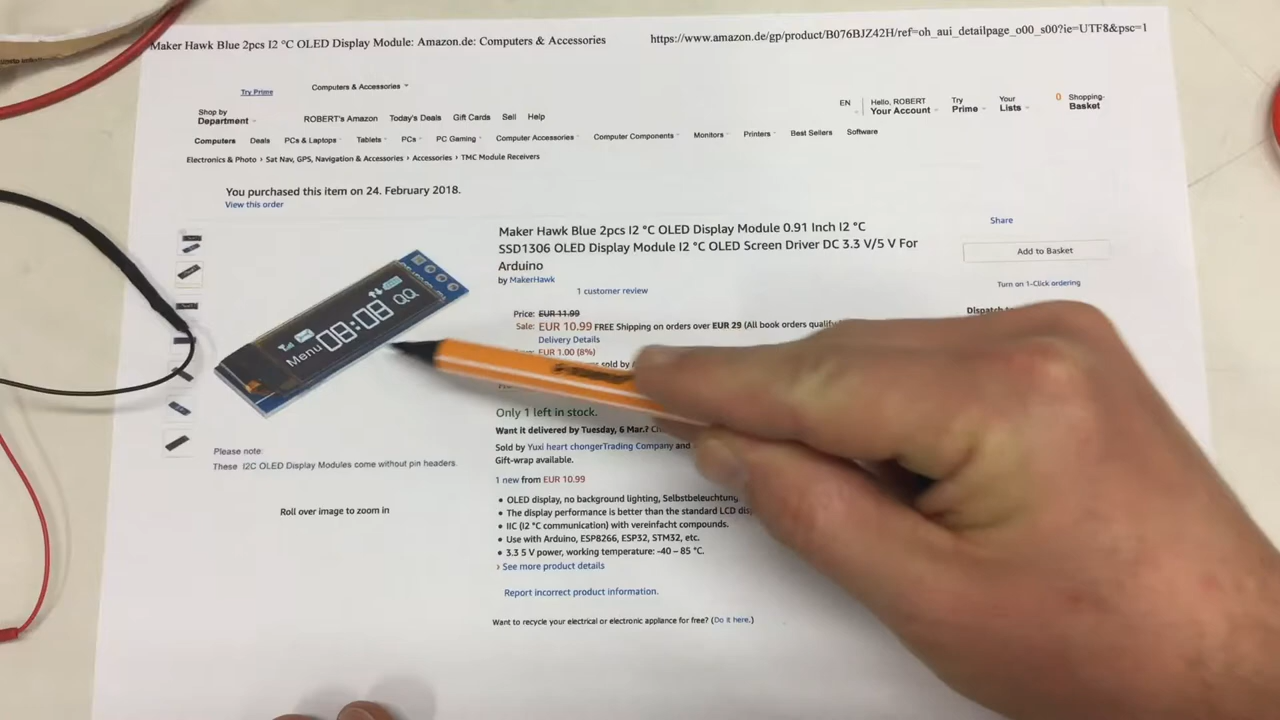 Maker Hawk Blue 2pcs I2 °C OLED Display Module: Amazon.de: Computers & Accessories
https://www.amazon.de/gp/product/B076BJZ42H/ref=oh_aui_detailpage_o00_s00?ie=UTF8&psc=1
Try Prime
Computers & Accessories
Shop by
Department
ROBERT's Amazon Today's Deals Gift Cards Sell Help
EN
Hello, ROBERT
Your Account
Try
Prime
Your
Lists
0
Shopping-
Basket
Computers Deals PC& & Laptops Tablets PCs PC Gaming Computer Accessories Computer Components Monitors Printers Best Sellers Software
Electronics & Photo › Sat Nav, GPS, Navigation & Accessories › Accessories › TMC Module Receivers
You purchased this item on 24. February 2018.
View this order
Maker Hawk Blue 2pcs I2 °C OLED Display Module 0.91 Inch I2 °C
SSD1306 OLED Display Module I2 °C OLED Screen Driver DC 3.3 V/5 V For
Arduino
by MakerHawk
1 customer review
Share
Add to Basket
Turn on 1-Click ordering
Menu 08:08 QQ
Price: EUR 11.99
Sale: EUR 10.99 FREE Shipping on orders over EUR 29 (All book orders qualify
Delivery Details
EUR 1.00 (8%)
sold by
Only 1 left in stock.
Want it delivered by Tuesday, 6 Mar.?
Sold by Yuxi heart chongerTrading Company and
Gift-wrap available.
1 new from EUR 10.99
Please note:
These I2C OLED Display Modules come without pin headers.
Roll over image to zoom in
• OLED display, no background lighting, Selbstbeleuchtung
• The display performance is better than the standard LCD
• IIC (I2 °C communication) with vereinfacht compounds.
• Use with Arduino, ESP8266, ESP32, STM32, etc.
• 3.3 5 V power, working temperature: -40 – 85 °C.
› See more product details
Report incorrect product information.
Want to recycle your electrical or electronic appliance for free? (Do it here.)